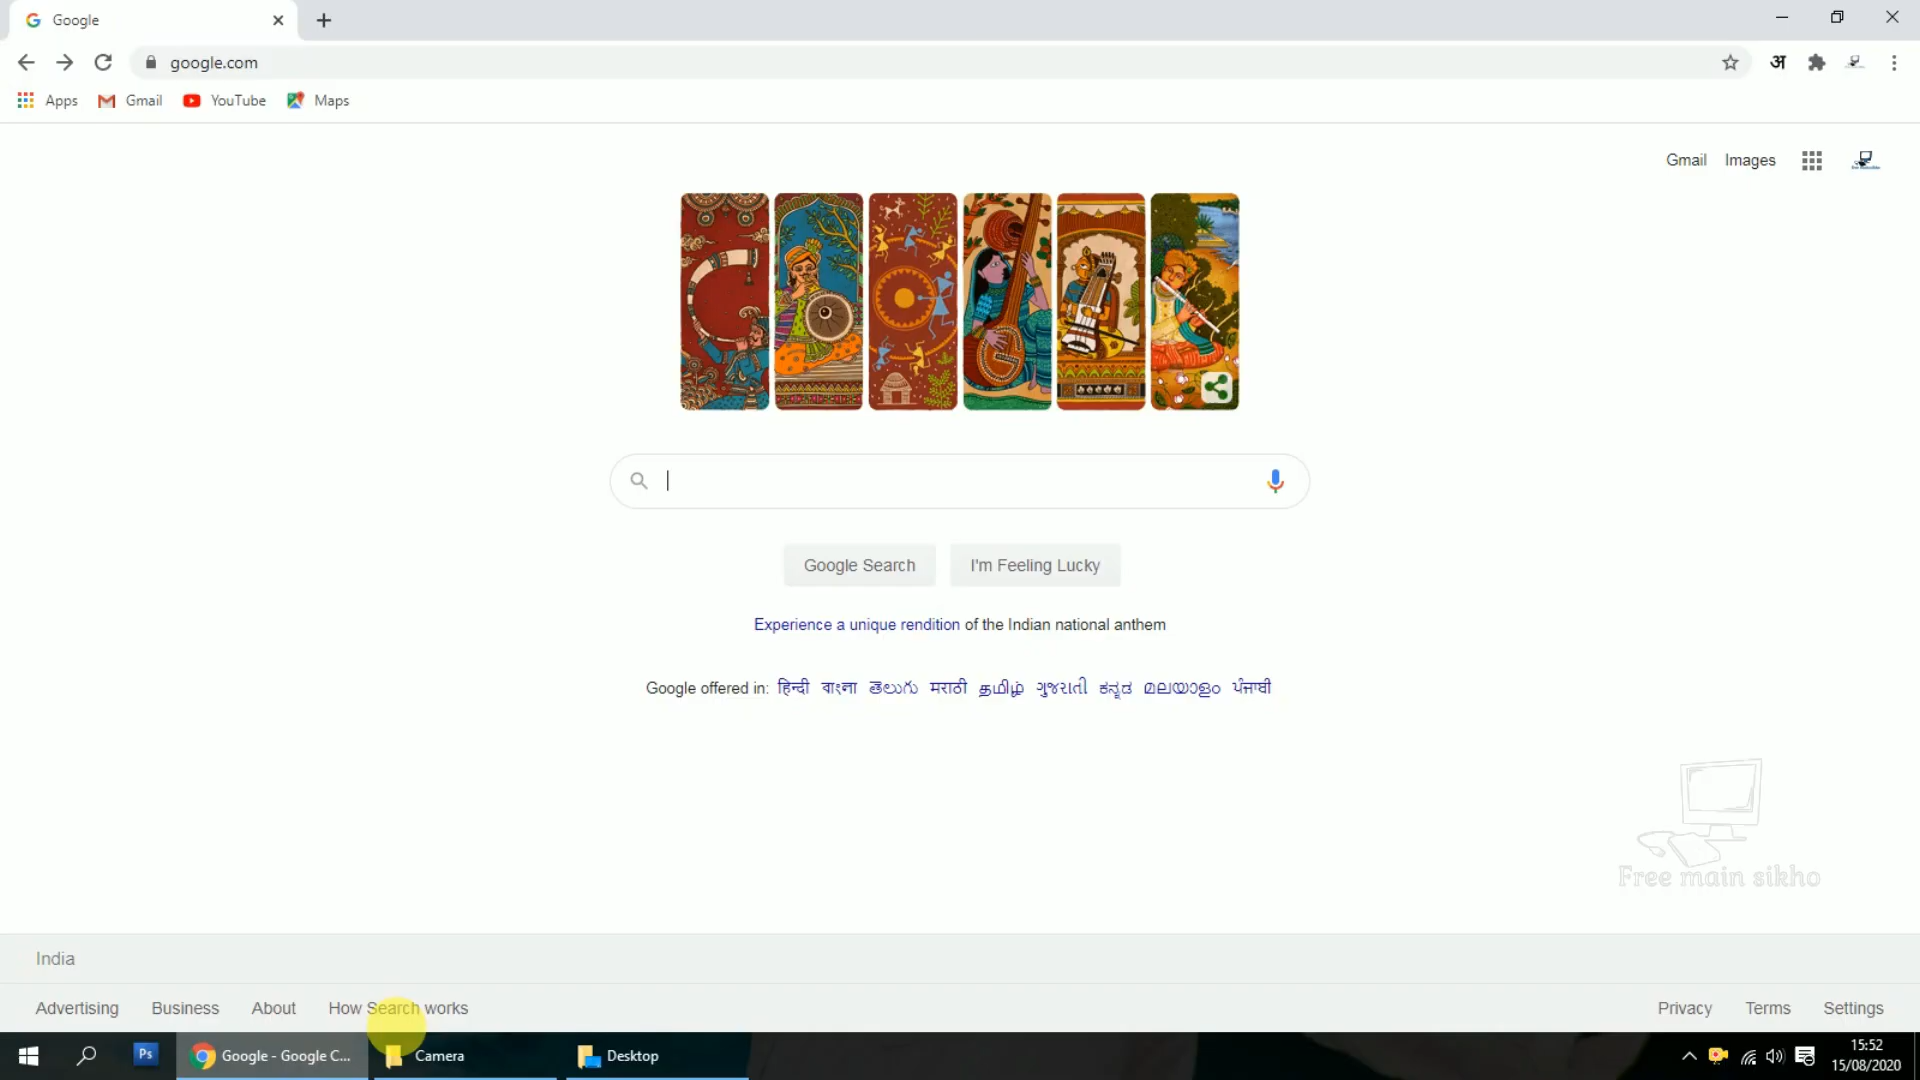 Google
google.com
Apps Gmail YouTube Maps
अ
Gmail Images
Google Search I'm Feeling Lucky
Experience a unique rendition of the Indian national anthem
Google offered in: हिन्दी বাংলা తెలుగు मराठी தமிழ் ગુજરાતી ಕನ್ನಡ മലയാളം ਪੰਜਾਬੀ
Free main sikho
India
Advertising Business About How Search works Privacy Terms Settings
Ps Google - Google C... Camera Desktop 15:52
15/08/2020